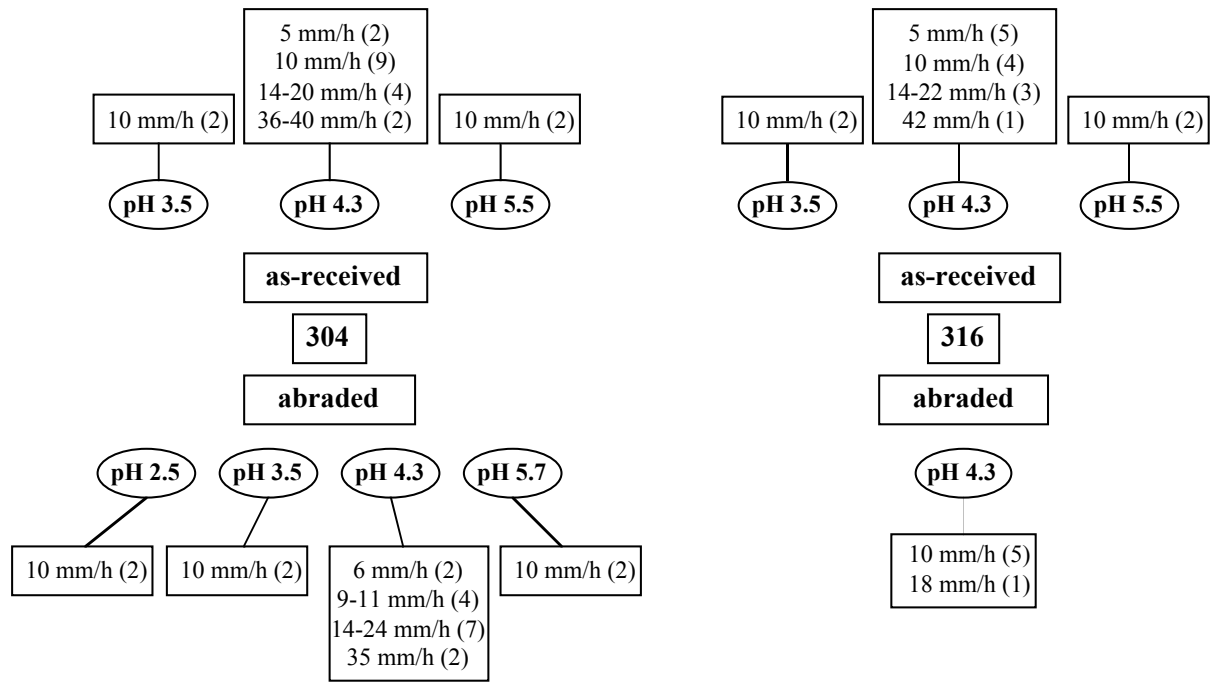 5 mm/h (2)
10 mm/h (9)
14-20 mm/h (4)
36-40 mm/h (2)
10 mm/h (2)
10 mm/h (2)
pH 3.5
pH 4.3
pH 5.5
as-received
304
abraded
pH 2.5
pH 3.5
pH 4.3
pH 5.7
10 mm/h (2)
10 mm/h (2)
6 mm/h (2)
9-11 mm/h (4)
14-24 mm/h (7)
35 mm/h (2)
10 mm/h (2)
5 mm/h (5)
10 mm/h (4)
14-22 mm/h (3)
42 mm/h (1)
10 mm/h (2)
10 mm/h (2)
pH 3.5
pH 4.3
pH 5.5
as-received
316
abraded
pH 4.3
10 mm/h (5)
18 mm/h (1)